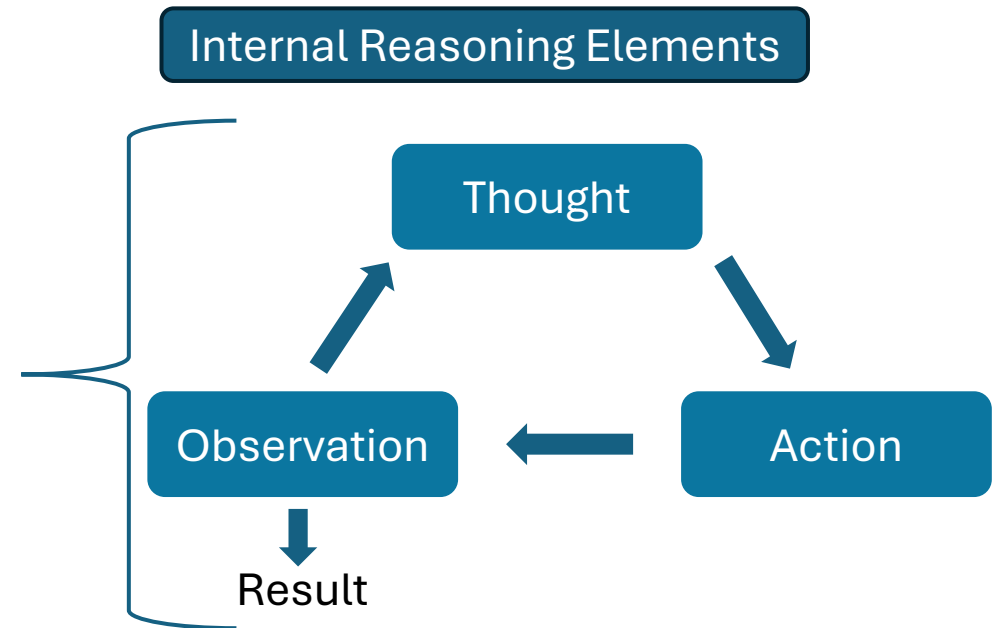 Internal Reasoning Elements
Thought
Observation
Action
Result